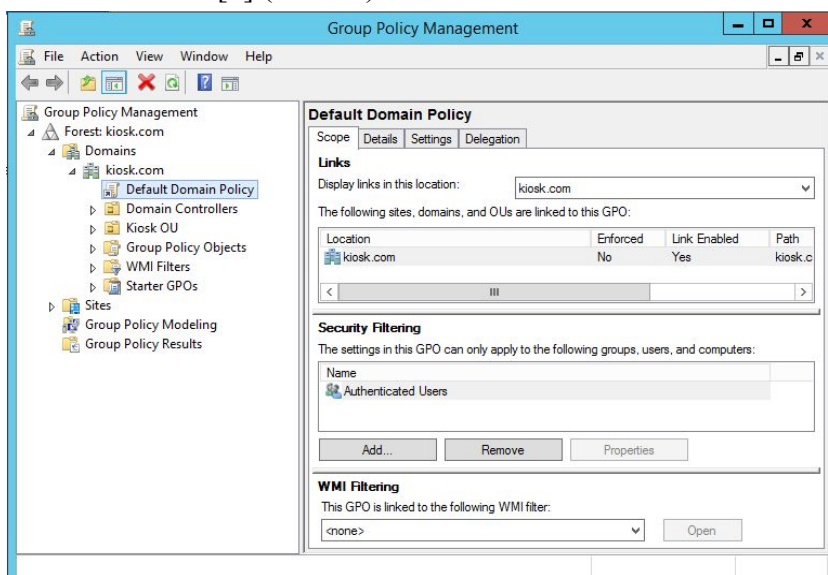 Group Policy Management
File Action View Window Help
Group Policy Management
Forest: kiosk.com
Domains
kiosk.com
Default Domain Policy
Domain Controllers
Kiosk OU
Group Policy Objects
WMI Filters
Starter GPOs
Sites
Group Policy Modeling
Group Policy Results
Default Domain Policy
Scope Details Settings Delegation
Links
Display links in this location: kiosk.com
The following sites, domains, and OUs are linked to this GPO:
Location Enforced Link Enabled Path
kiosk.com No Yes kiosk.c
Security Filtering
The settings in this GPO can only apply to the following groups, users, and computers:
Name
Authenticated Users
Add... Remove Properties
WMI Filtering
This GPO is linked to the following WMI filter:
<none> Open